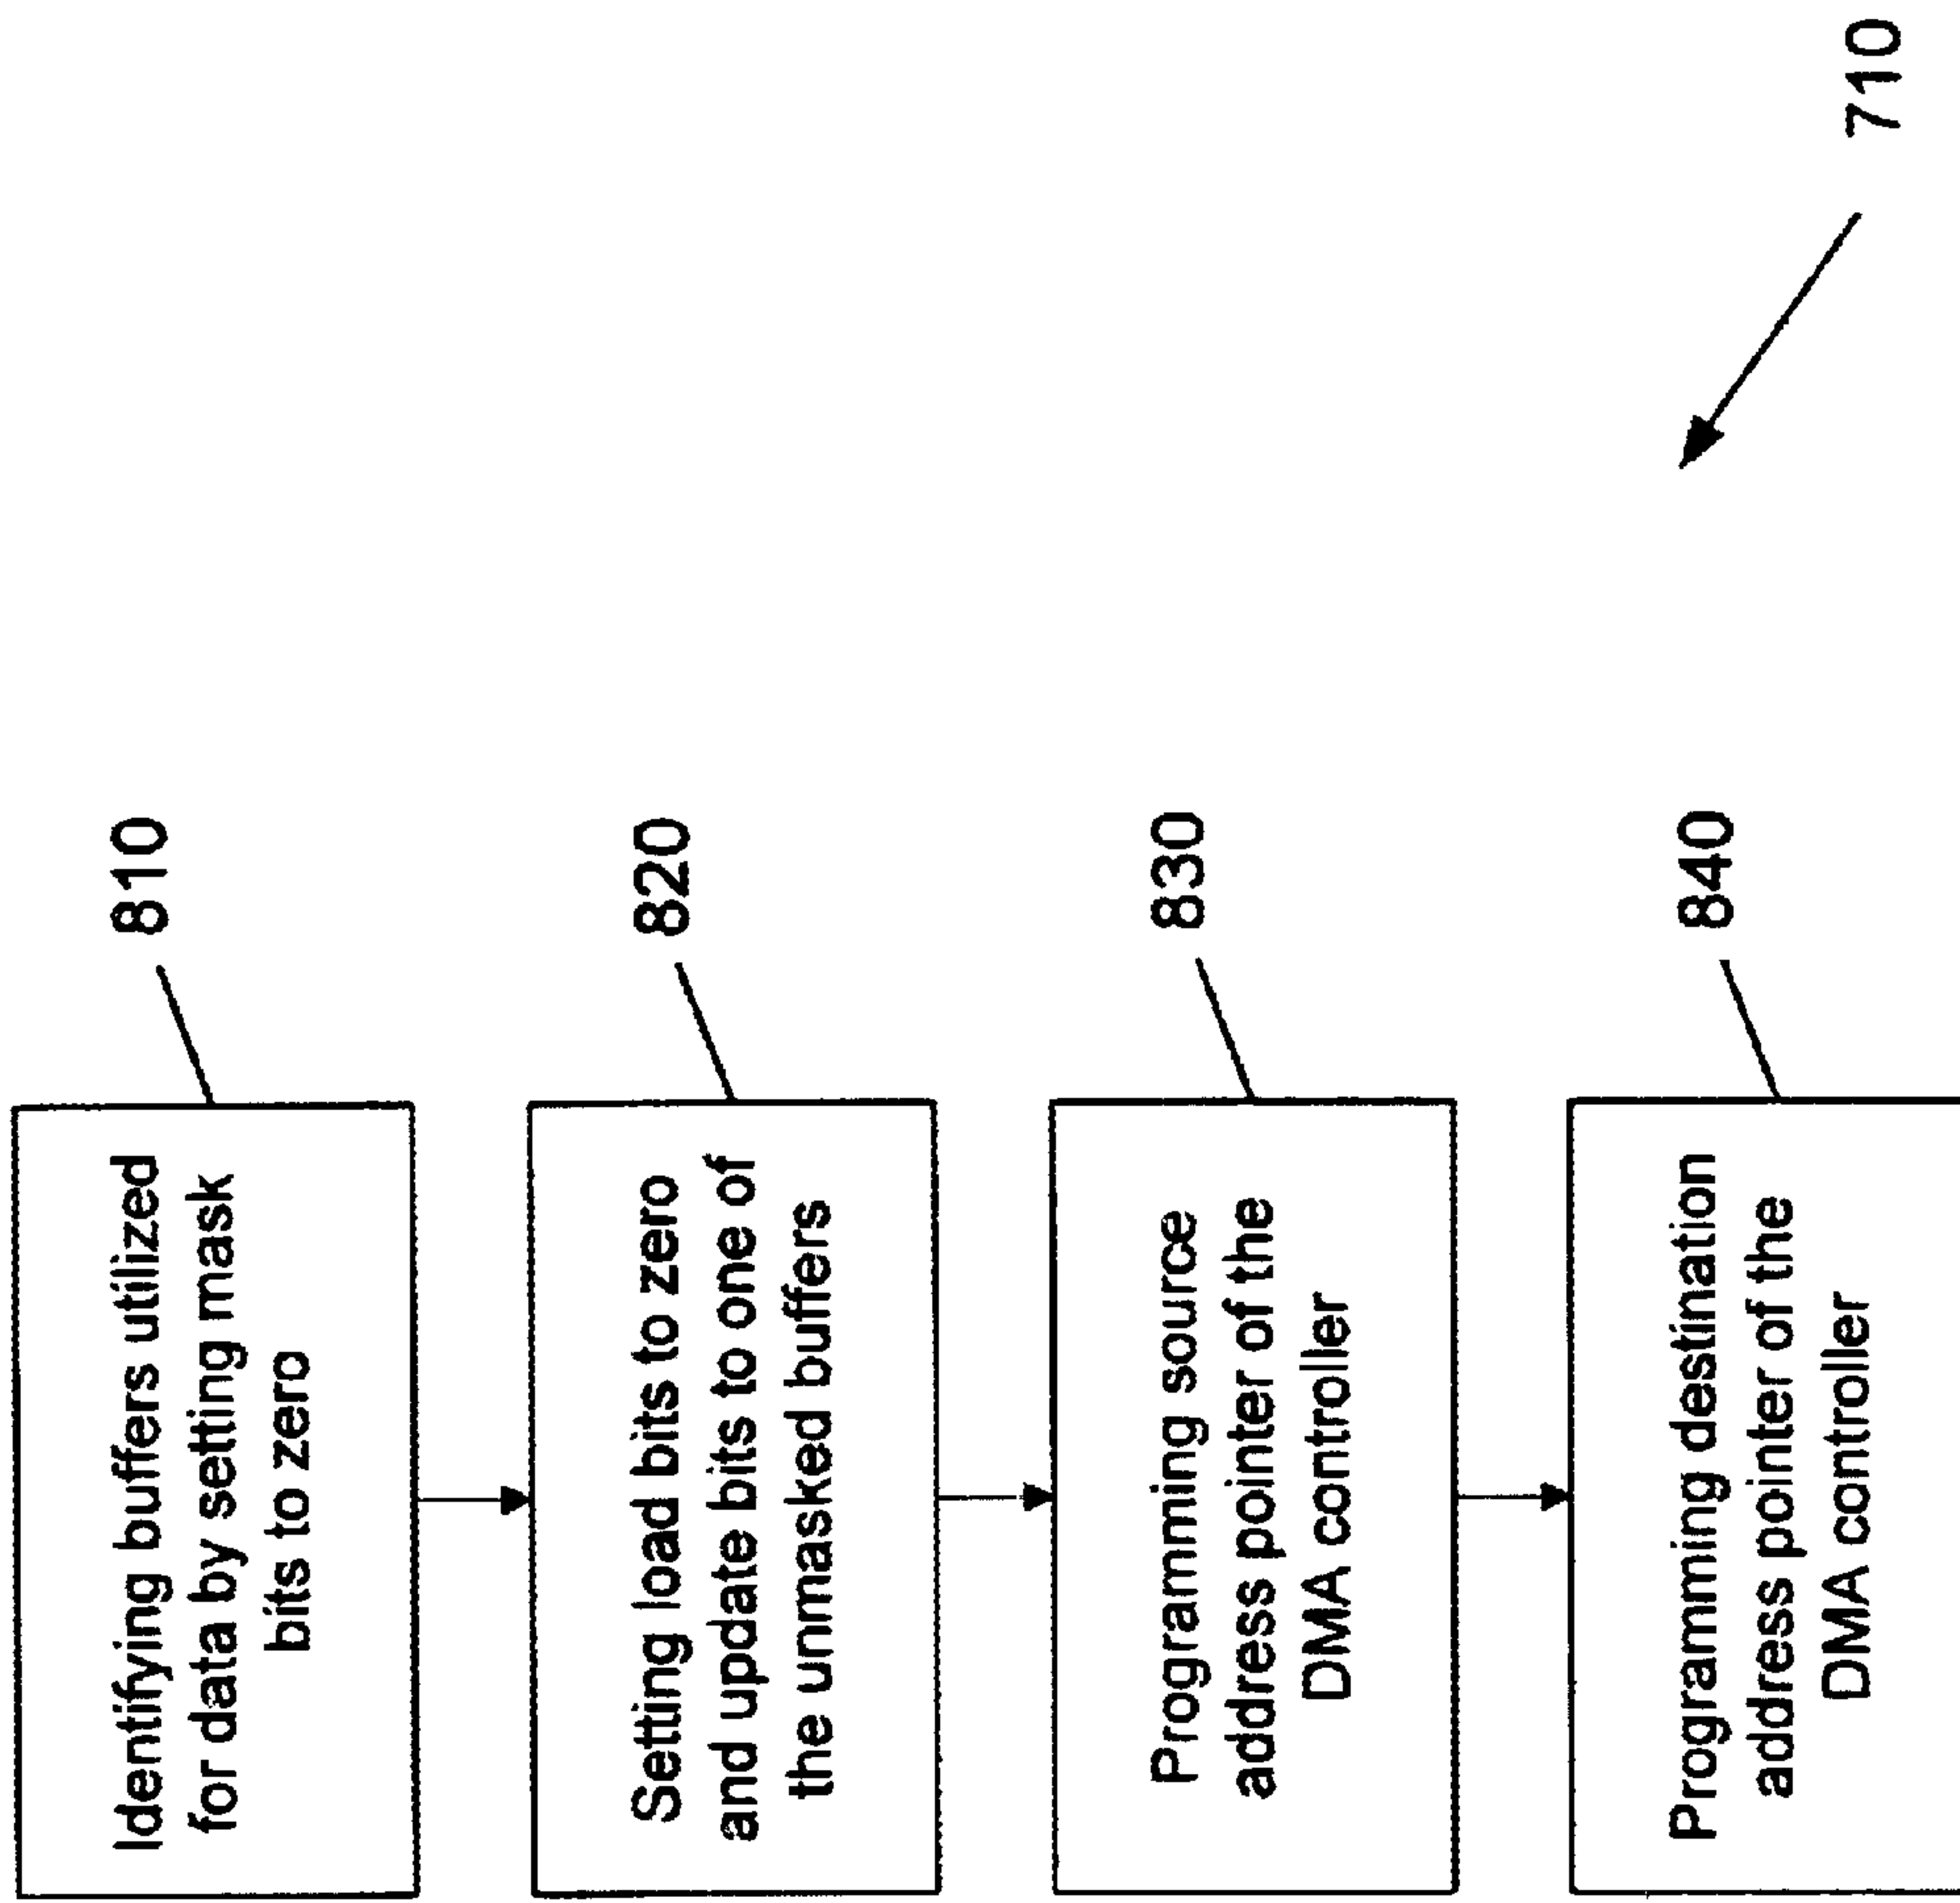 Identifying buffers utilized
for data by setting mask
bits to zero
810
Setting load bits to zero
and update bits to one of
the unmasked buffers
820
Programming source
address pointer of the
DMA controller
830
Programming destination
address pointer of the
DMA controller
840
710